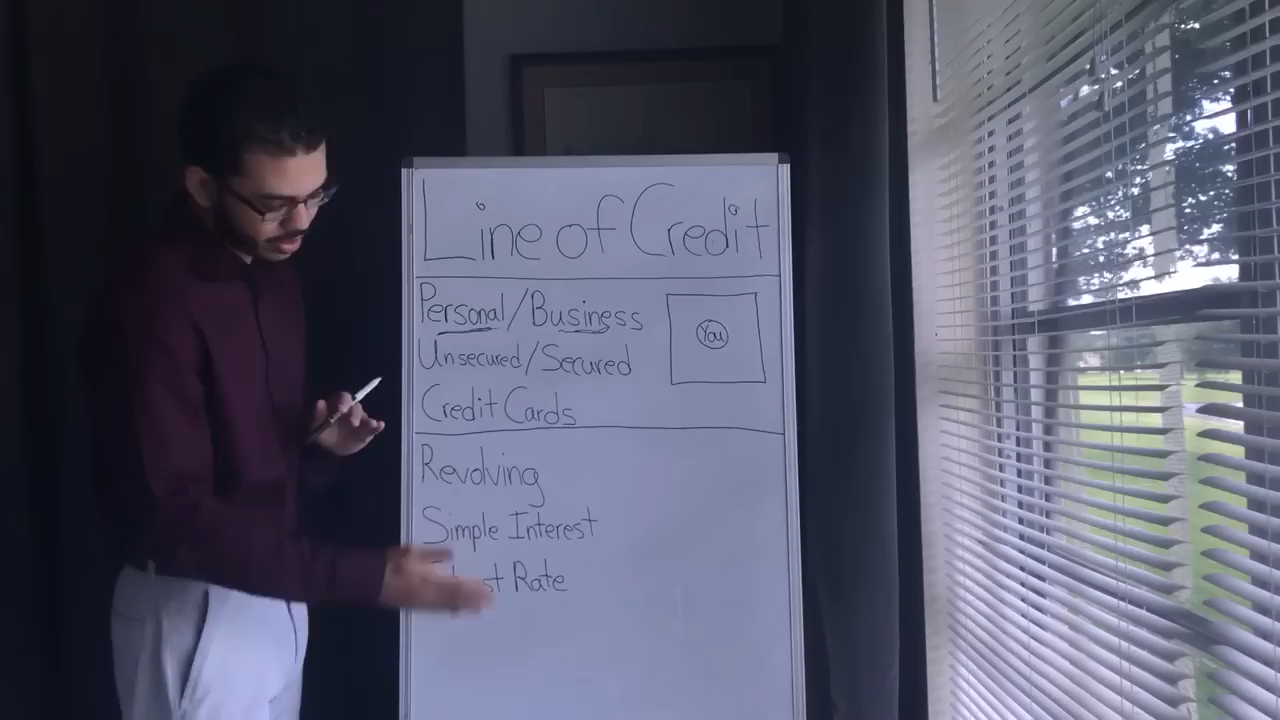 Line of Credit
Personal/Business
You
Unsecured/Secured
Credit Cards
Revolving
Simple Interest
Rate